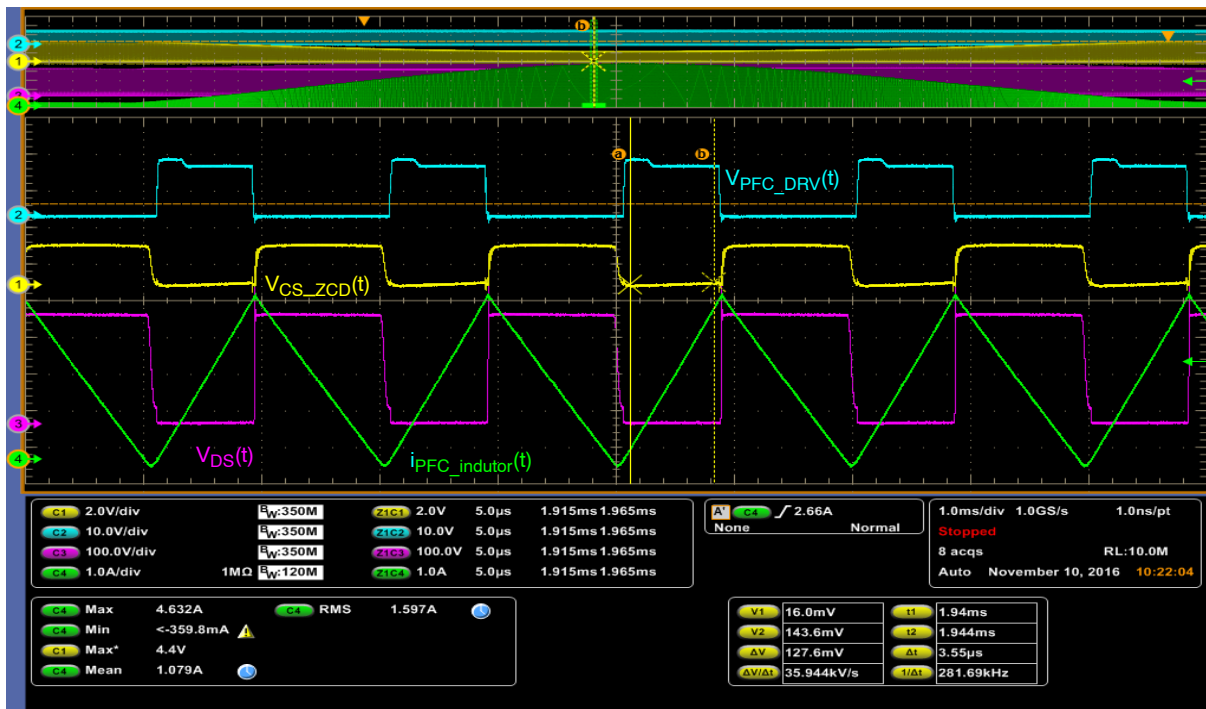 b
2
1
3
4
a b
V_PFC_DRV(t)
2
V_CS_ZCD(t)
1
3
V_DS(t)
i_PFC_indutor(t)
4
C1 2.0V/div BW:350M Z1C1 2.0V 5.0µs 1.915ms 1.965ms
C2 10.0V/div BW:350M Z1C2 10.0V 5.0µs 1.915ms 1.965ms
C3 100.0V/div BW:350M Z1C3 100.0V 5.0µs 1.915ms 1.965ms
C4 1.0A/div 1MΩ BW:120M Z1C4 1.0A 5.0µs 1.915ms 1.965ms
A' C4 2.66A
None Normal
1.0ms/div 1.0GS/s 1.0ns/pt
Stopped
8 acqs RL:10.0M
Auto November 10, 2016 10:22:04
C4 Max 4.632A C4 RMS 1.597A
C4 Min <-359.8mA
C1 Max* 4.4V
C4 Mean 1.079A
V1 16.0mV t1 1.94ms
V2 143.6mV t2 1.944ms
ΔV 127.6mV Δt 3.55µs
ΔV/Δt 35.944kV/s 1/Δt 281.69kHz